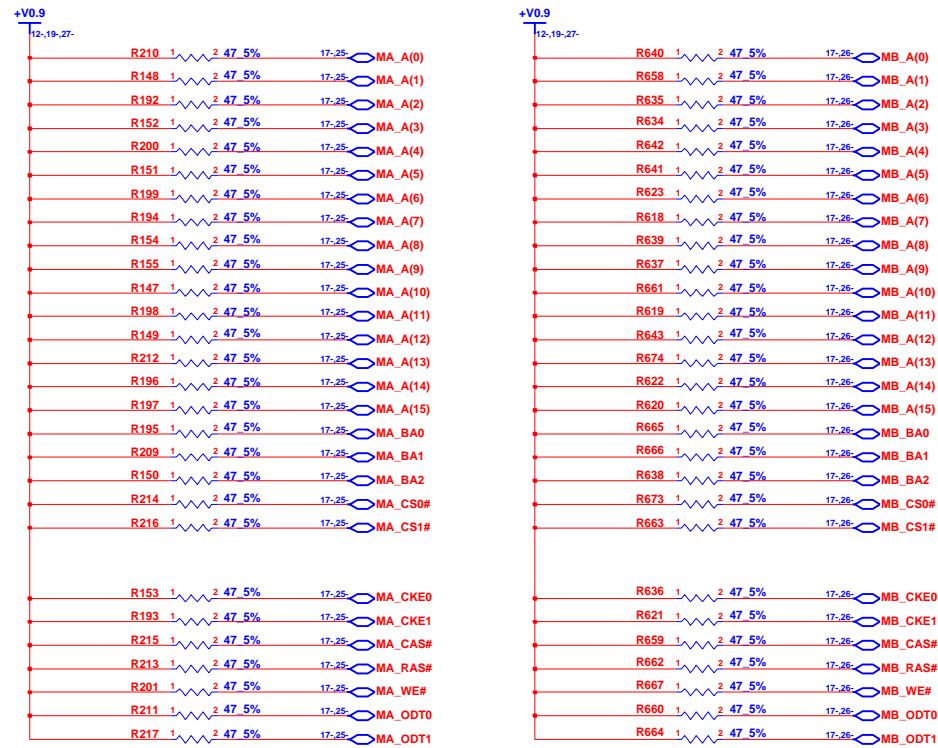 +V0.9
12-,19-,27-
R210 1 2 47_5% 17-,25- MA_A(0)
R148 1 2 47_5% 17-,25- MA_A(1)
R192 1 2 47_5% 17-,25- MA_A(2)
R152 1 2 47_5% 17-,25- MA_A(3)
R200 1 2 47_5% 17-,25- MA_A(4)
R151 1 2 47_5% 17-,25- MA_A(5)
R199 1 2 47_5% 17-,25- MA_A(6)
R194 1 2 47_5% 17-,25- MA_A(7)
R154 1 2 47_5% 17-,25- MA_A(8)
R155 1 2 47_5% 17-,25- MA_A(9)
R147 1 2 47_5% 17-,25- MA_A(10)
R198 1 2 47_5% 17-,25- MA_A(11)
R149 1 2 47_5% 17-,25- MA_A(12)
R212 1 2 47_5% 17-,25- MA_A(13)
R196 1 2 47_5% 17-,25- MA_A(14)
R197 1 2 47_5% 17-,25- MA_A(15)
R195 1 2 47_5% 17-,25- MA_BA0
R209 1 2 47_5% 17-,25- MA_BA1
R150 1 2 47_5% 17-,25- MA_BA2
R214 1 2 47_5% 17-,25- MA_CS0#
R216 1 2 47_5% 17-,25- MA_CS1#
R153 1 2 47_5% 17-,25- MA_CKE0
R193 1 2 47_5% 17-,25- MA_CKE1
R215 1 2 47_5% 17-,25- MA_CAS#
R213 1 2 47_5% 17-,25- MA_RAS#
R201 1 2 47_5% 17-,25- MA_WE#
R211 1 2 47_5% 17-,25- MA_ODT0
R217 1 2 47_5% 17-,25- MA_ODT1
+V0.9
12-,19-,27-
R640 1 2 47_5% 17-,26- MB_A(0)
R658 1 2 47_5% 17-,26- MB_A(1)
R635 1 2 47_5% 17-,26- MB_A(2)
R634 1 2 47_5% 17-,26- MB_A(3)
R642 1 2 47_5% 17-,26- MB_A(4)
R641 1 2 47_5% 17-,26- MB_A(5)
R623 1 2 47_5% 17-,26- MB_A(6)
R618 1 2 47_5% 17-,26- MB_A(7)
R639 1 2 47_5% 17-,26- MB_A(8)
R637 1 2 47_5% 17-,26- MB_A(9)
R661 1 2 47_5% 17-,26- MB_A(10)
R619 1 2 47_5% 17-,26- MB_A(11)
R643 1 2 47_5% 17-,26- MB_A(12)
R674 1 2 47_5% 17-,26- MB_A(13)
R622 1 2 47_5% 17-,26- MB_A(14)
R620 1 2 47_5% 17-,26- MB_A(15)
R665 1 2 47_5% 17-,26- MB_BA0
R666 1 2 47_5% 17-,26- MB_BA1
R638 1 2 47_5% 17-,26- MB_BA2
R673 1 2 47_5% 17-,26- MB_CS0#
R663 1 2 47_5% 17-,26- MB_CS1#
R636 1 2 47_5% 17-,26- MB_CKE0
R621 1 2 47_5% 17-,26- MB_CKE1
R659 1 2 47_5% 17-,26- MB_CAS#
R662 1 2 47_5% 17-,26- MB_RAS#
R667 1 2 47_5% 17-,26- MB_WE#
R660 1 2 47_5% 17-,26- MB_ODT0
R664 1 2 47_5% 17-,26- MB_ODT1